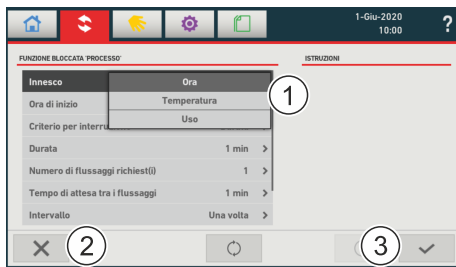 1-Giu-2020
10:00
?
FUNZIONE BLOCCATA 'PROCESSO'
ISTRUZIONI
Innesco
Ora
Temperatura
Uso
1
Ora di inizio
Criterio per interru
Durata 1 min >
Numero di flussaggi richiest(i) 1 >
Tempo di attesa tra i flussaggi 1 min >
Intervallo Una volta >
2
3